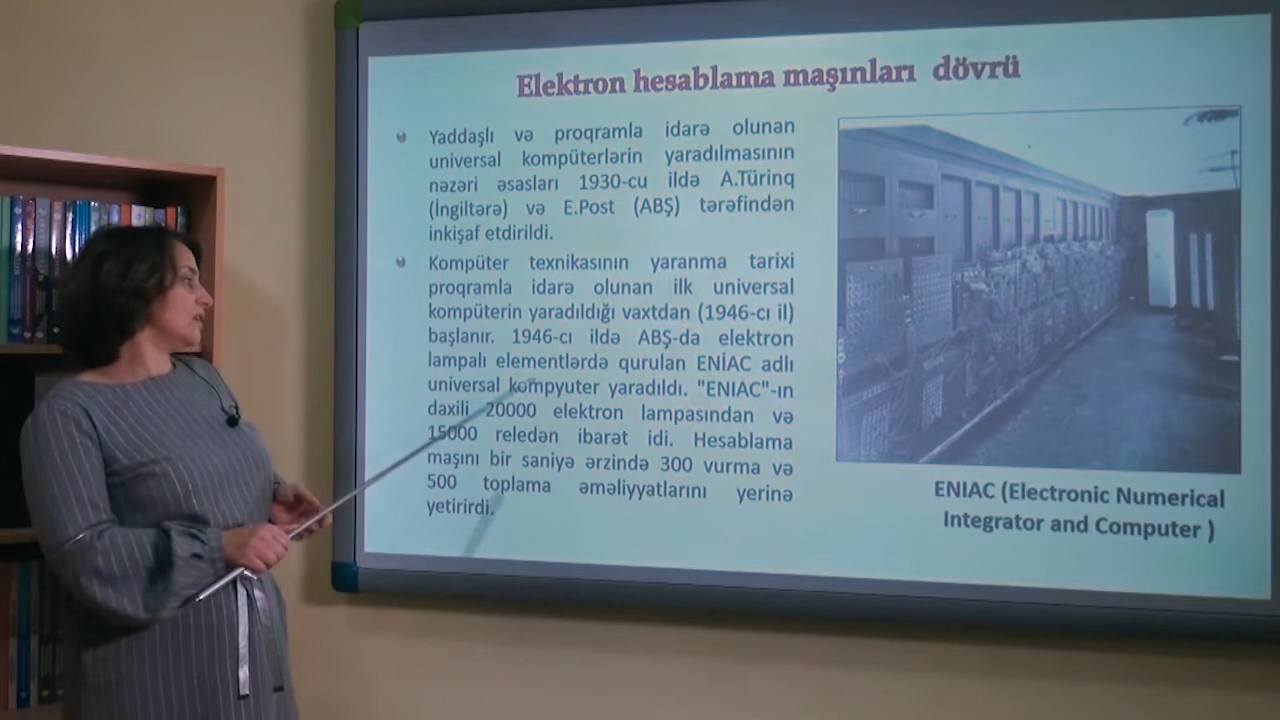 Elektron hesablama maşınları dövrü
Yaddaşlı və proqramla idarə olunan
universal kompüterlərin yaradılmasının
nəzəri əsasları 1930-cu ildə A.Türinq
(İngiltərə) və E.Post (ABŞ) tərəfindən
inkişaf etdirildi.
Kompüter texnikasının yaranma tarixi
proqramla idarə olunan ilk universal
kompüterin yaradıldığı vaxtdan (1946-cı il)
başlanır. 1946-cı ildə ABŞ-da elektron
lampalı elementlərdə qurulan ENİAC adlı
universal kompyuter yaradıldı. "ENIAC"-ın
daxili 20000 elektron lampasından və
15000 reledən ibarət idi. Hesablama
maşını bir saniyə ərzində 300 vurma və
500 toplama əməliyyatlarını yerinə
yetirirdi.
ENIAC (Electronic Numerical
Integrator and Computer )